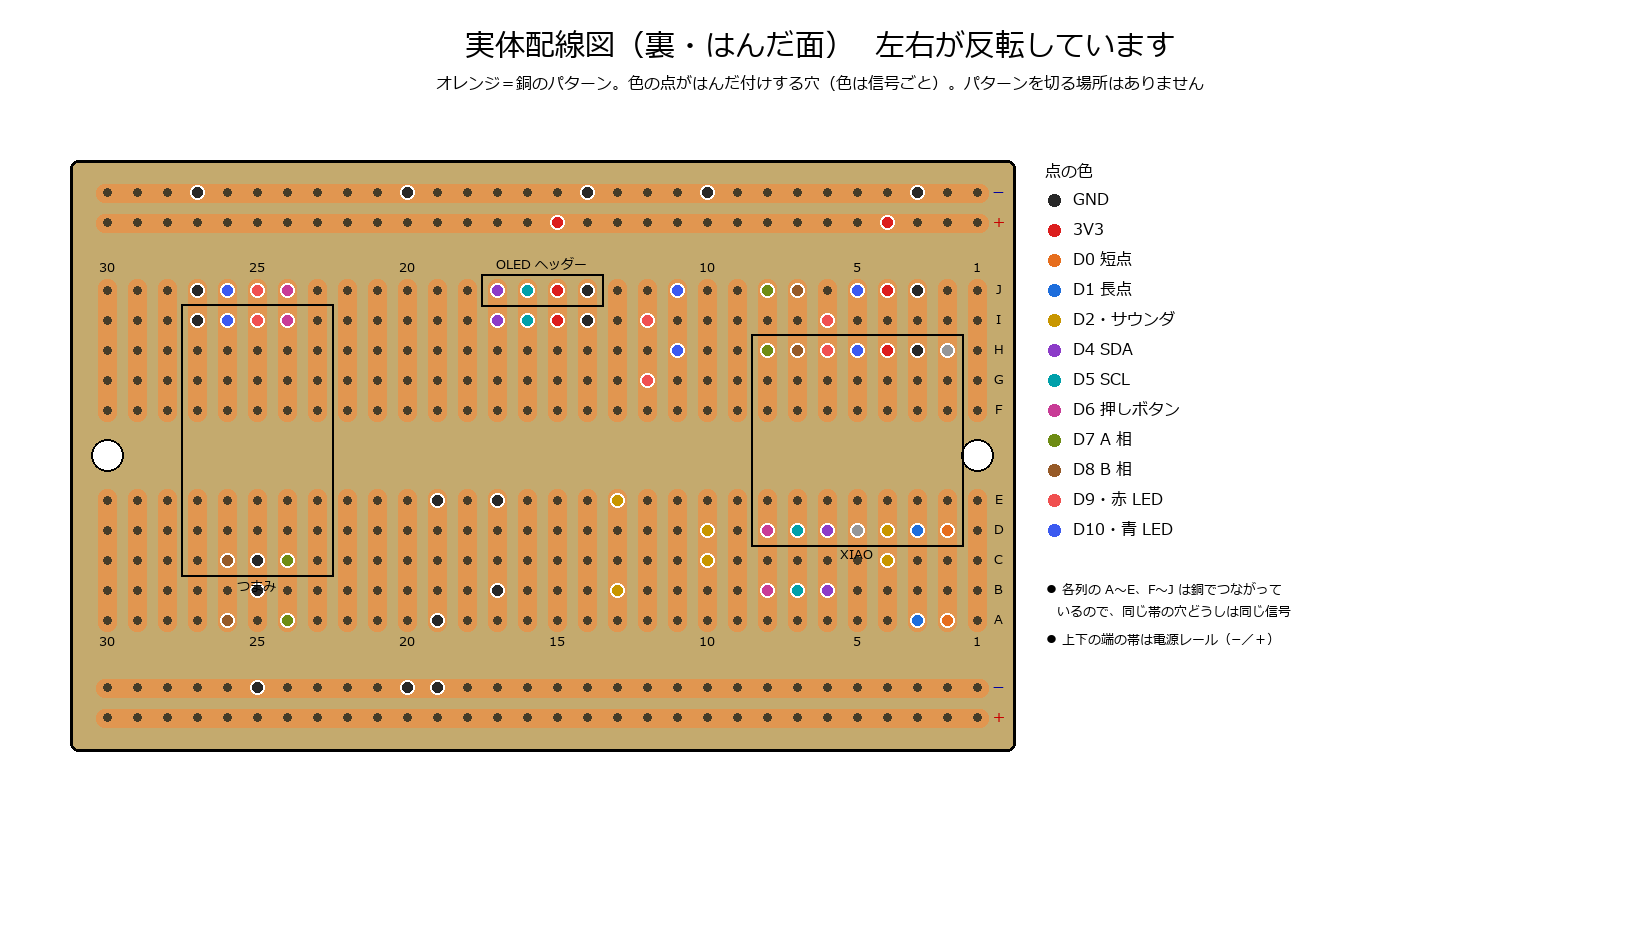 実体配線図（裏・はんだ面）　左右が反転しています
オレンジ＝銅のパターン。色の点がはんだ付けする穴（色は信号ごと）。パターンを切る場所はありません
−
+
30 25 20 OLED ヘッダー 10 5 1
J
I
H
G
F
E
D
XIAO
C
つまみ
B
A
30 25 20 15 10 5 1
−
+
点の色
GND
3V3
D0 短点
D1 長点
D2・サウンダ
D4 SDA
D5 SCL
D6 押しボタン
D7 A 相
D8 B 相
D9・赤 LED
D10・青 LED
● 各列の A〜E、F〜J は銅でつながって
いるので、同じ帯の穴どうしは同じ信号
● 上下の端の帯は電源レール（−／+）